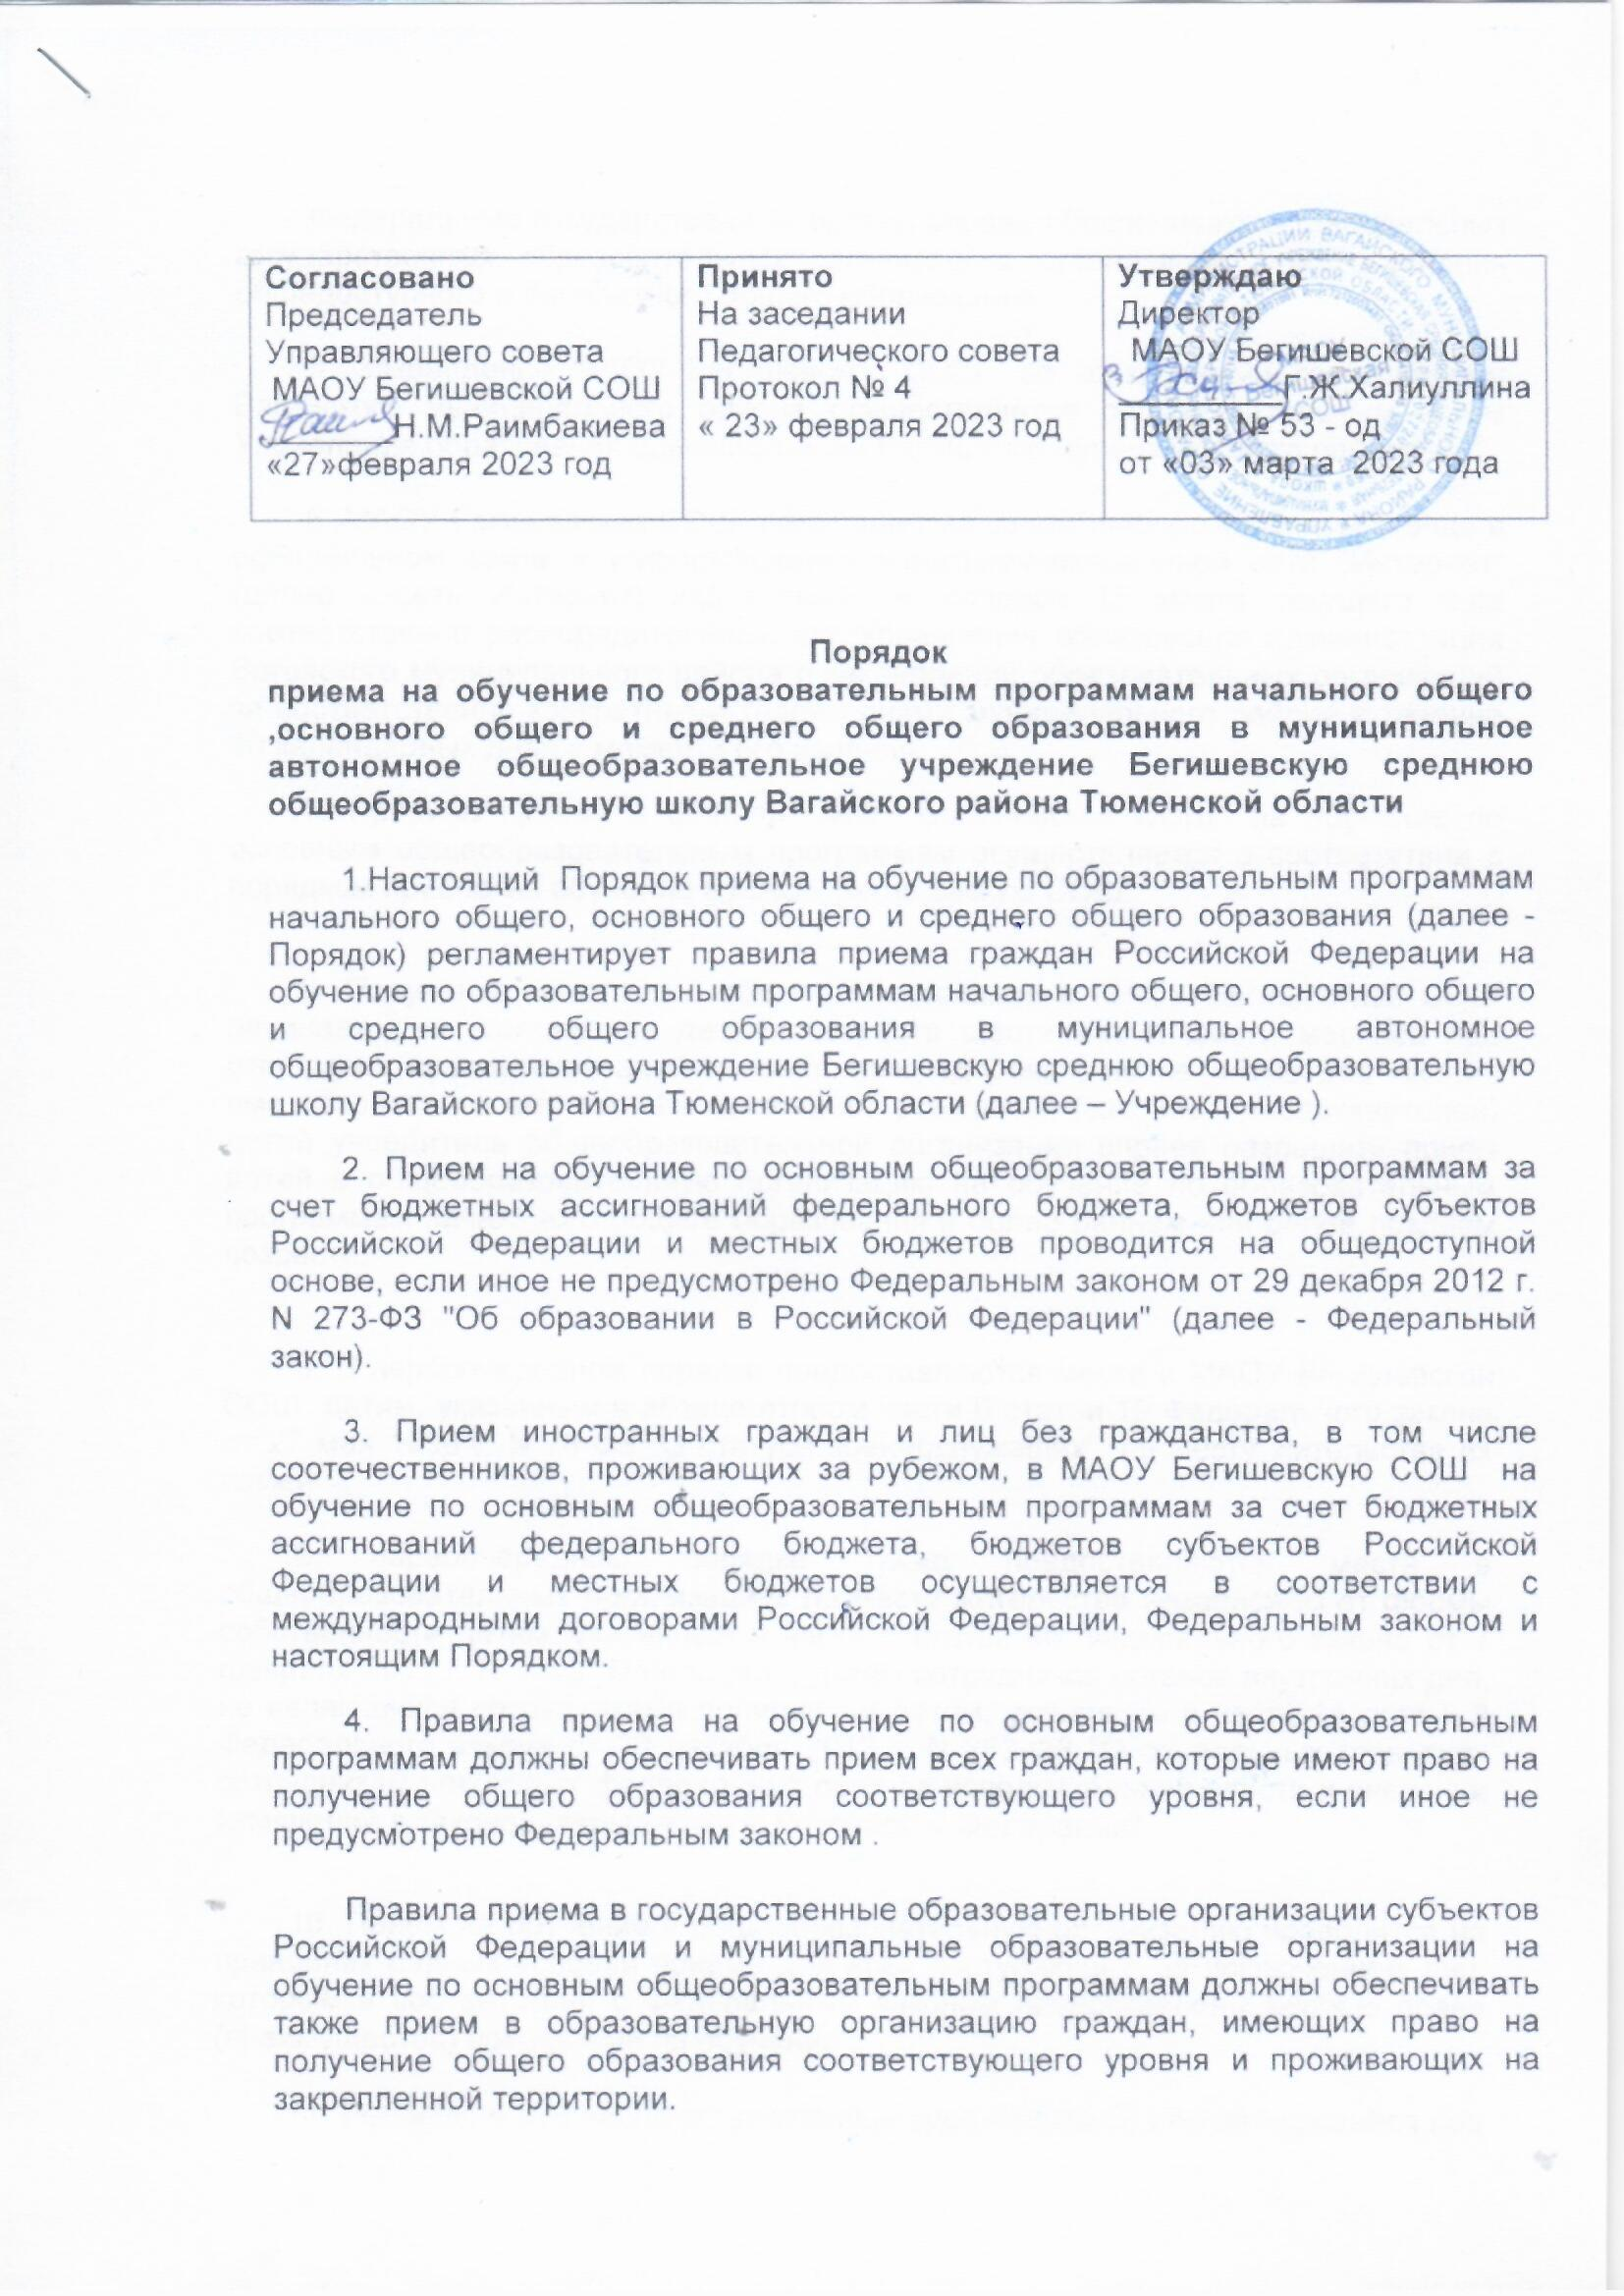 Согласовано
Председатель
Управляющего совета
МАОУ Бегишевской СОШ
________Н.М.Раимбакиева
«27»февраля 2023 год
Принято
На заседании
Педагогического совета
Протокол № 4
« 23» февраля 2023 год
Утверждаю
Директор
МАОУ Бегишевской СОШ
__________Г.Ж.Халиуллина
Приказ № 53 - од
от «03» марта 2023 года
Порядок
приема на обучение по образовательным программам начального общего
,основного общего и среднего общего образования в муниципальное
автономное общеобразовательное учреждение Бегишевскую среднюю
общеобразовательную школу Вагайского района Тюменской области
1.Настоящий Порядок приема на обучение по образовательным программам
начального общего, основного общего и среднего общего образования (далее -
Порядок) регламентирует правила приема граждан Российской Федерации на
обучение по образовательным программам начального общего, основного общего
и среднего общего образования в муниципальное автономное
общеобразовательное учреждение Бегишевскую среднюю общеобразовательную
школу Вагайского района Тюменской области (далее – Учреждение ).
2. Прием на обучение по основным общеобразовательным программам за
счет бюджетных ассигнований федерального бюджета, бюджетов субъектов
Российской Федерации и местных бюджетов проводится на общедоступной
основе, если иное не предусмотрено Федеральным законом от 29 декабря 2012 г.
N 273-ФЗ "Об образовании в Российской Федерации" (далее - Федеральный
закон).
3. Прием иностранных граждан и лиц без гражданства, в том числе
соотечественников, проживающих за рубежом, в МАОУ Бегишевскую СОШ на
обучение по основным общеобразовательным программам за счет бюджетных
ассигнований федерального бюджета, бюджетов субъектов Российской
Федерации и местных бюджетов осуществляется в соответствии с
международными договорами Российской Федерации, Федеральным законом и
настоящим Порядком.
4. Правила приема на обучение по основным общеобразовательным
программам должны обеспечивать прием всех граждан, которые имеют право на
получение общего образования соответствующего уровня, если иное не
предусмотрено Федеральным законом .
Правила приема в государственные образовательные организации субъектов
Российской Федерации и муниципальные образовательные организации на
обучение по основным общеобразовательным программам должны обеспечивать
также прием в образовательную организацию граждан, имеющих право на
получение общего образования соответствующего уровня и проживающих на
закрепленной территории.